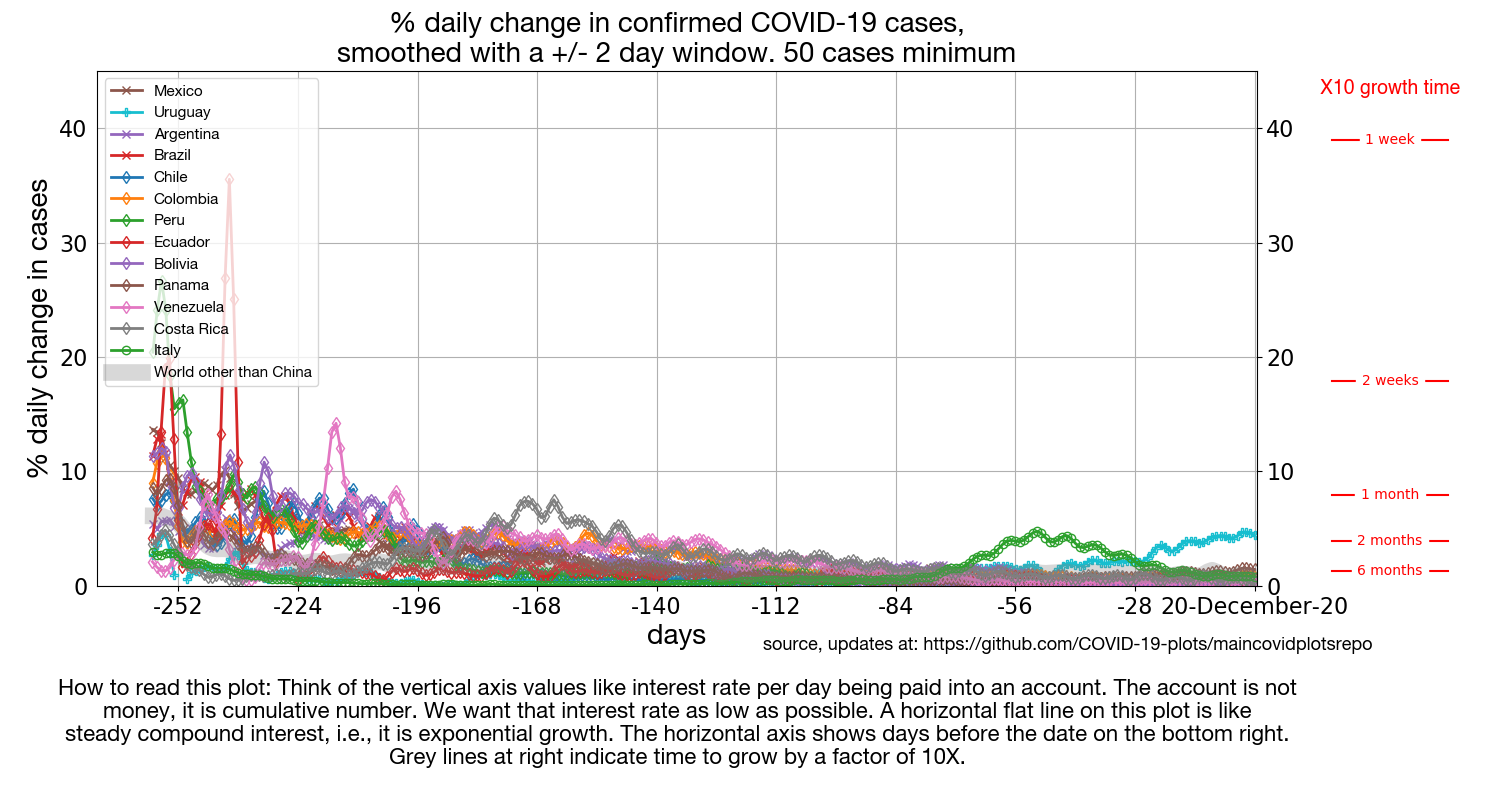 % daily change in confirmed COVID-19 cases,
smoothed with a +/- 2 day window. 50 cases minimum
X10 growth time
Mexico
Uruguay
Argentina
Brazil
Chile
Colombia
Peru
Ecuador
Bolivia
Panama
Venezuela
Costa Rica
Italy
World other than China
% daily change in cases
40
30
20
10
0
40
30
20
10
0
1 week
2 weeks
1 month
2 months
6 months
-252 -224 -196 -168 -140 -112 -84 -56 -28 20-December-20
days
source, updates at: https://github.com/COVID-19-plots/maincovidplotsrepo
How to read this plot: Think of the vertical axis values like interest rate per day being paid into an account. The account is not
money, it is cumulative number. We want that interest rate as low as possible. A horizontal flat line on this plot is like
steady compound interest, i.e., it is exponential growth. The horizontal axis shows days before the date on the bottom right.
Grey lines at right indicate time to grow by a factor of 10X.